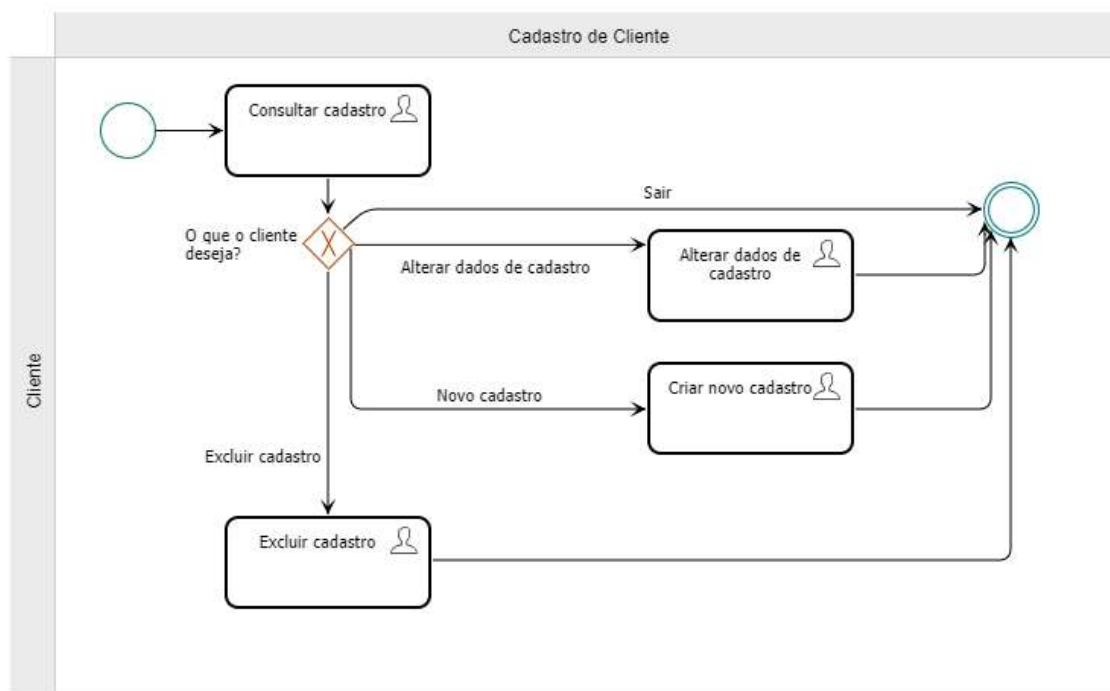 Cadastro de Cliente
Cliente
Consultar cadastro
Sair
O que o cliente
deseja?
X
Alterar dados de cadastro
Alterar dados de
cadastro
Novo cadastro
Criar novo cadastro
Excluir cadastro
Excluir cadastro